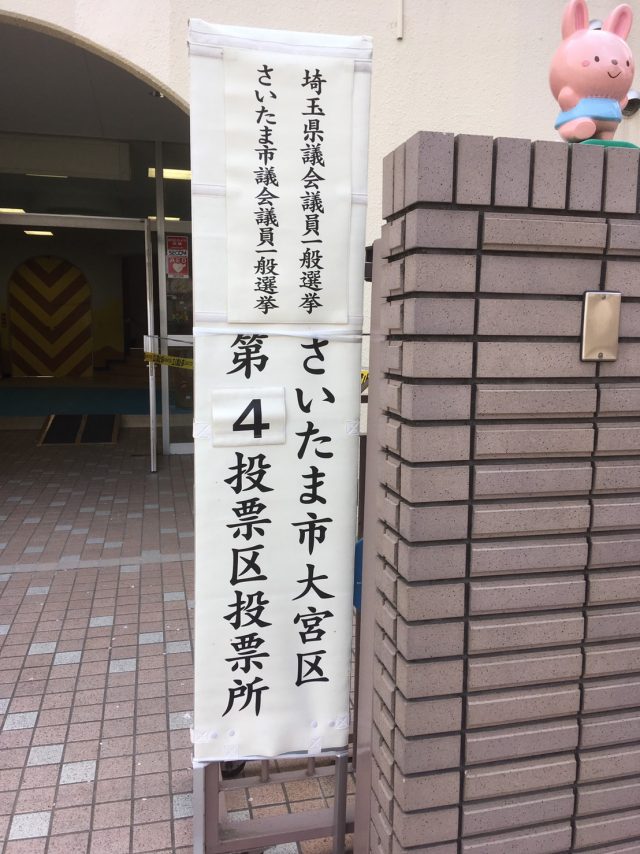 埼玉県議会議員一般選挙
さいたま市議会議員一般選挙
さいたま市大宮区
第4投票区投票所
AED